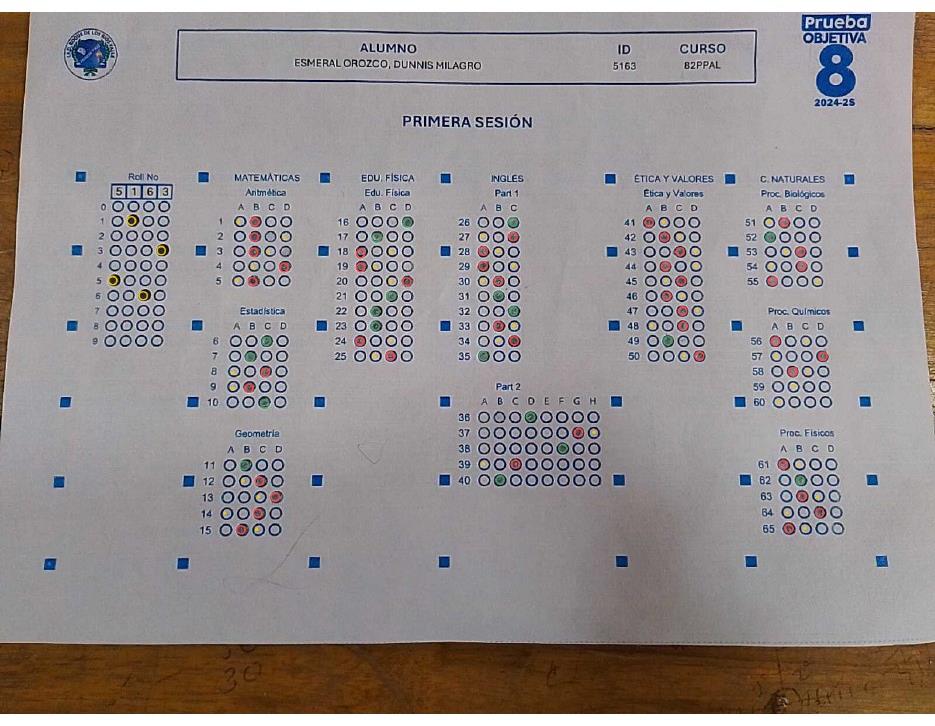 Prueba
OBJETIVA
8
2024-2S
ALUMNO ID CURSO
ESMERAL OROZCO, DUNNIS MILAGRO 5163 82PPAL
PRIMERA SESIÓN
Roll No
5 1 6 3
0
1
2
3
4
5
6
7
8
9
MATEMÁTICAS
Aritmética
A B C D
1
2
3
4
5
Estadística
A B C D
6
7
8
9
10
Geometría
A B C D
11
12
13
14
15
EDU. FÍSICA
Edu. Física
A B C D
16
17
18
19
20
21
22
23
24
25
INGLÉS
Part 1
A B C
26
27
28
29
30
31
32
33
34
35
Part 2
A B C D E F G H
36
37
38
39
40
ÉTICA Y VALORES
Ética y Valores
A B C D
41
42
43
44
45
46
47
48
49
50
C. NATURALES
Proc. Biológicos
A B C D
51
52
53
54
55
Proc. Químicos
A B C D
56
57
58
59
60
Proc. Físicos
A B C D
61
62
63
64
65
30